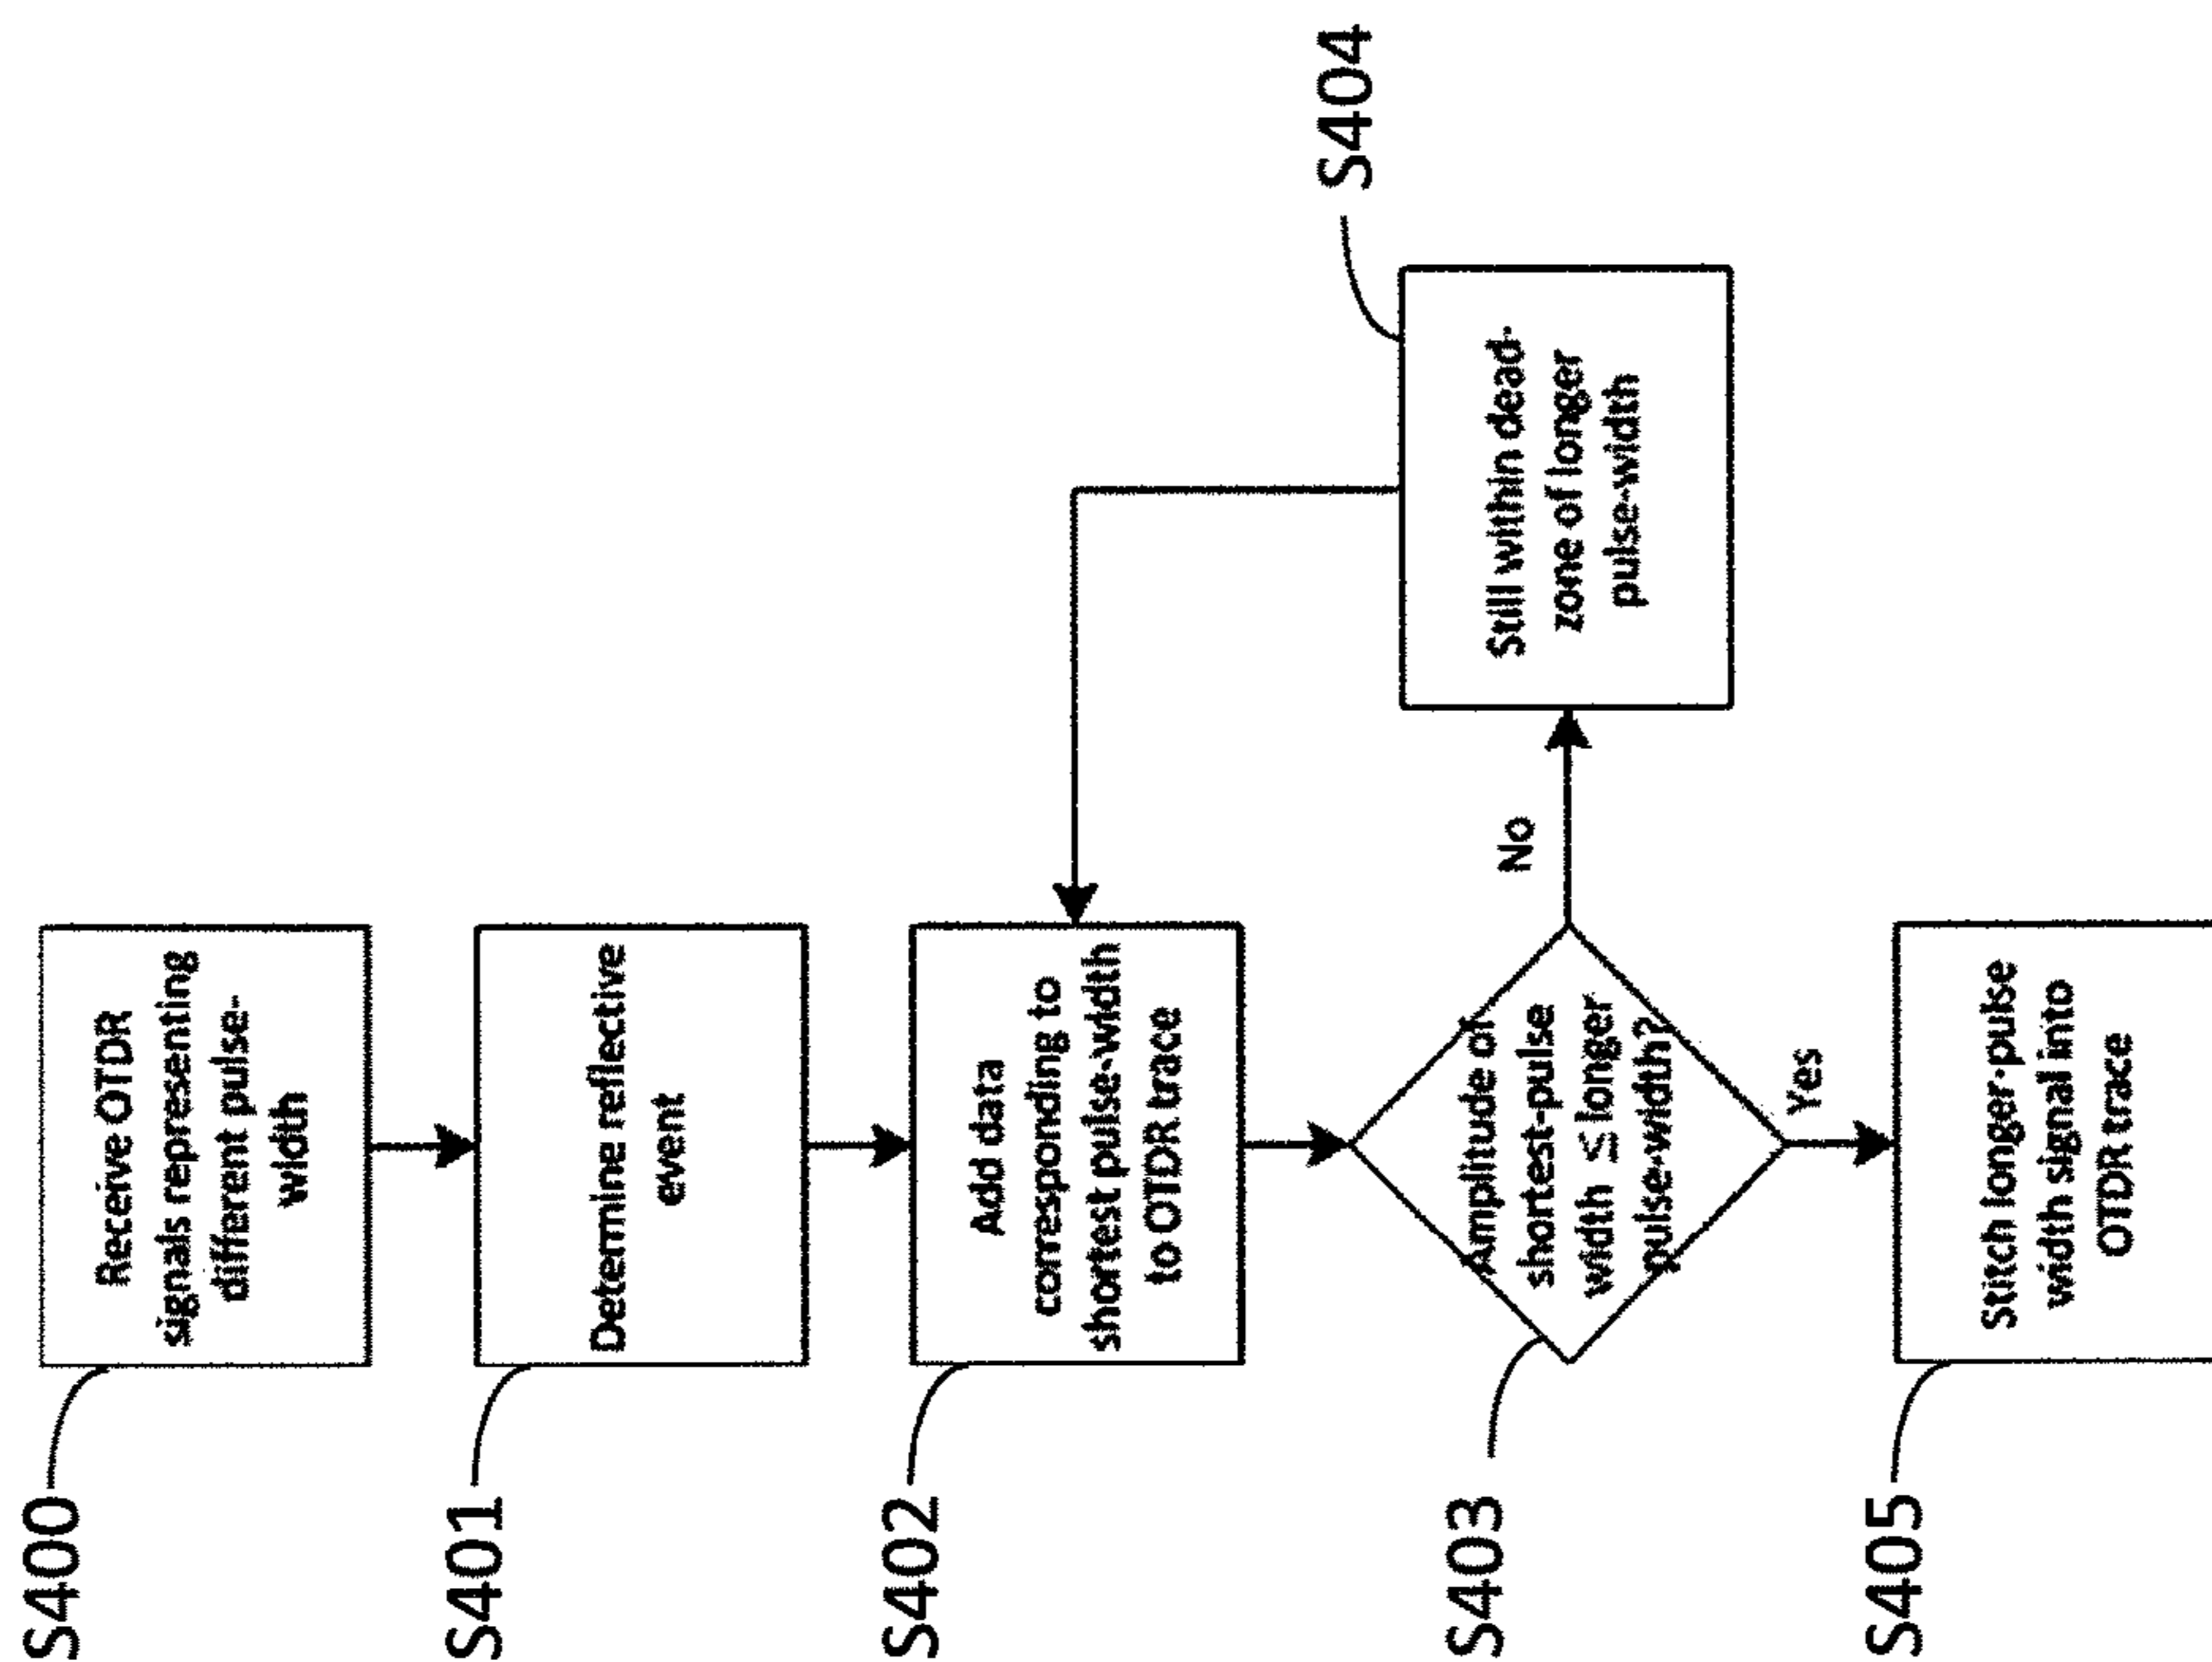 S400
Receive OTDR
signals representing
different pulse-
width
S401
Determine reflective
event
S402
Add data
corresponding to
shortest pulse-width
to OTDR trace
S403
Amplitude of
shortest-pulse
width ≤ longer
pulse-width?
No
S404
Still within dead-
zone of longer
pulse-width
Yes
S405
Stitch longer-pulse
width signal into
OTDR trace